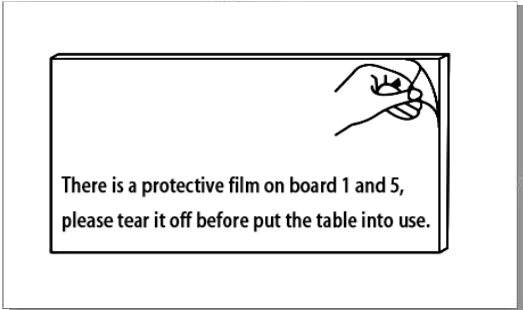 There is a protective film on board 1 and 5,
please tear it off before put the table into use.